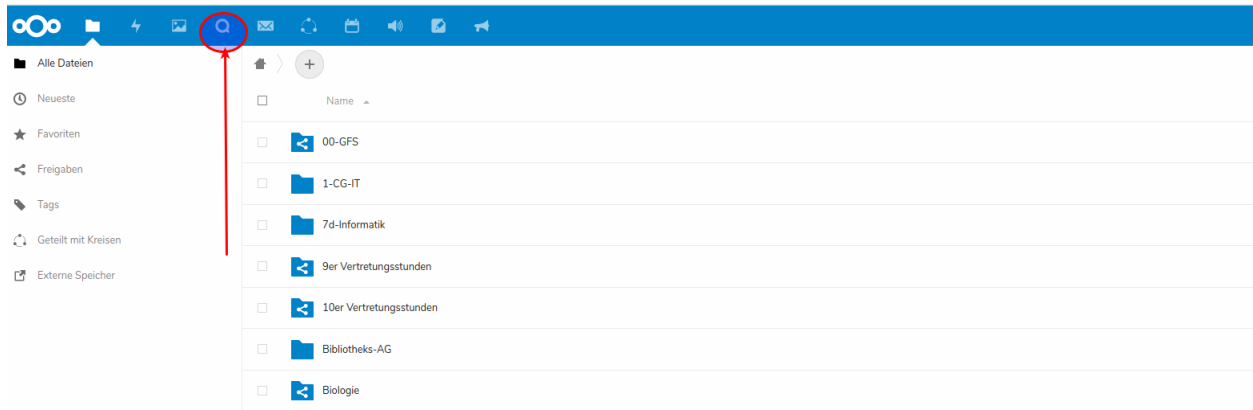 Alle Dateien
Neueste
Favoriten
Freigaben
Tags
Geteilt mit Kreisen
Externe Speicher
Name
00-GFS
1-CG-IT
7d-Informatik
9er Vertretungsstunden
10er Vertretungsstunden
Bibliotheks-AG
Biologie